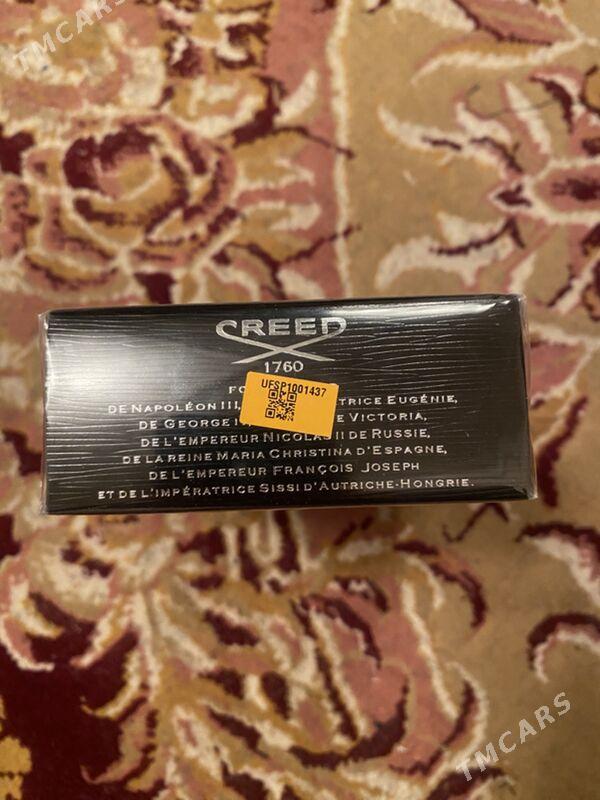 TMCARS
CREED
1760
UFSP1001437
FO
DE NAPOLÉON III, TRICE EUGÉNIE,
DE GEORGE E VICTORIA,
DE L'EMPEREUR NICOLAS II DE RUSSIE,
DE LA REINE MARIA CHRISTINA D'ESPAGNE,
DE L'EMPEREUR FRANÇOIS JOSEPH
ET DE L'IMPÉRATRICE SISSI D'AUTRICHE-HONGRIE.
TMCARS